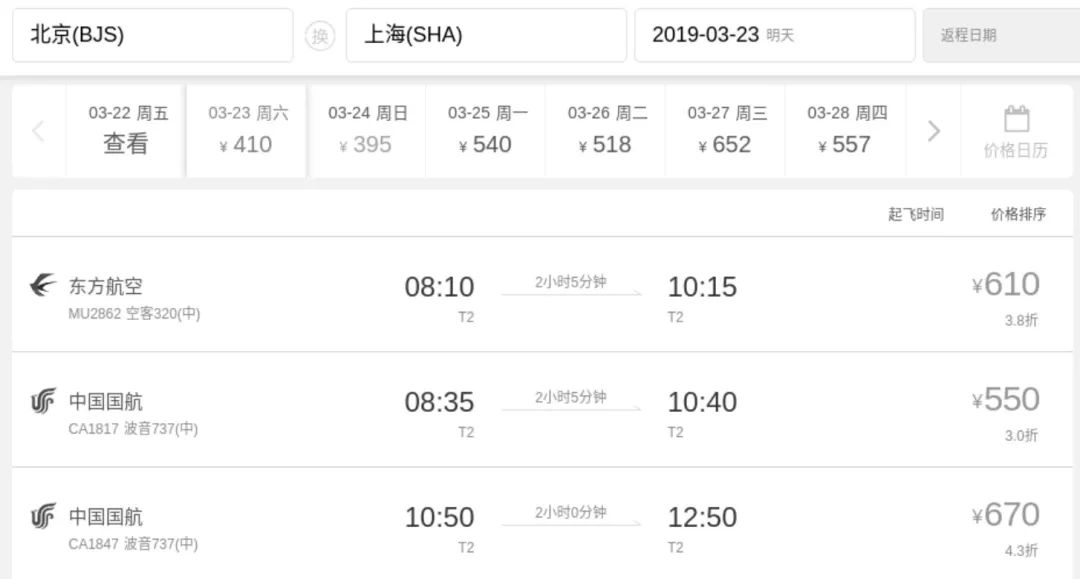 北京(BJS) 换 上海(SHA) 2019-03-23 明天 返程日期
03-22 周五 03-23 周六 03-24 周日 03-25 周一 03-26 周二 03-27 周三 03-28 周四
查看 ¥ 410 ¥ 395 ¥ 540 ¥ 518 ¥ 652 ¥ 557 价格日历
起飞时间 价格排序
东方航空 08:10 2小时5分钟 10:15 ¥610
MU2862 空客320(中) T2 T2 3.8折
中国国航 08:35 2小时5分钟 10:40 ¥550
CA1817 波音737(中) T2 T2 3.0折
中国国航 10:50 2小时0分钟 12:50 ¥670
CA1847 波音737(中) T2 T2 4.3折